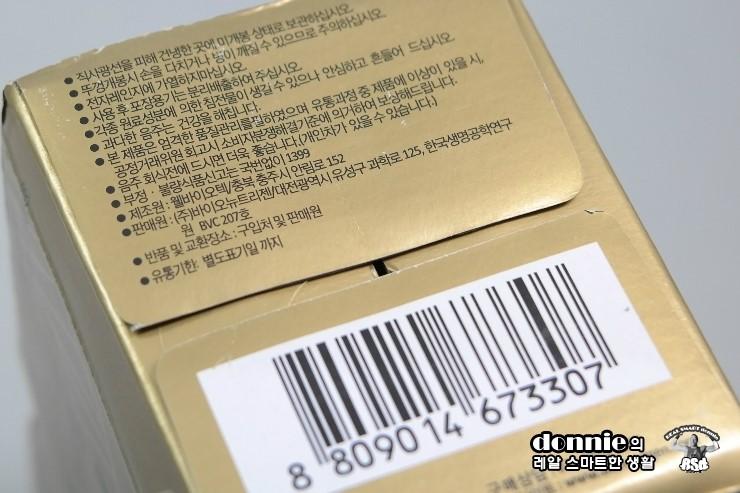 ● 직사광선을 피해 건냉한 곳에 미개봉 상태로 보관하십시오.
● 뚜껑개봉시 손을 다치거나 병이 깨질 수 있으므로 주의하십시오.
● 전자레인지에 가열하지마십시오.
● 사용 후 포장용기는 분리배출하여 주십시오.
● 각종 원료성분에 의한 침전물이 생길 수 있으나 안심하고 흔들어 드십시오.
● 과다한 음주는 건강을 해칩니다.
● 본 제품은 엄격한 품질관리를 필하였으며 유통과정 중 제품에 이상이 있을 시,
공정거래위원회 고시 소비자분쟁해결기준에 의거하여 보상해드립니다.
음주 회식전에 드시면 더욱 좋습니다.(개인차가 있을 수 있습니다.)
● 부정·불량식품신고는 국번없이 1399
● 제조원 : 웰바이오텍/충북 충주시 안림로 152
● 판매원 : (주)바이오뉴트리젠/대전광역시 유성구 과학로 125, 한국생명공학연구
원 BVC 207호
● 반품 및 교환장소 : 구입처 및 판매원
● 유통기한: 별도표기일 까지
8 809014 673307
donnie의
레알 스마트한 생활
REAL SMART donnie
RSD